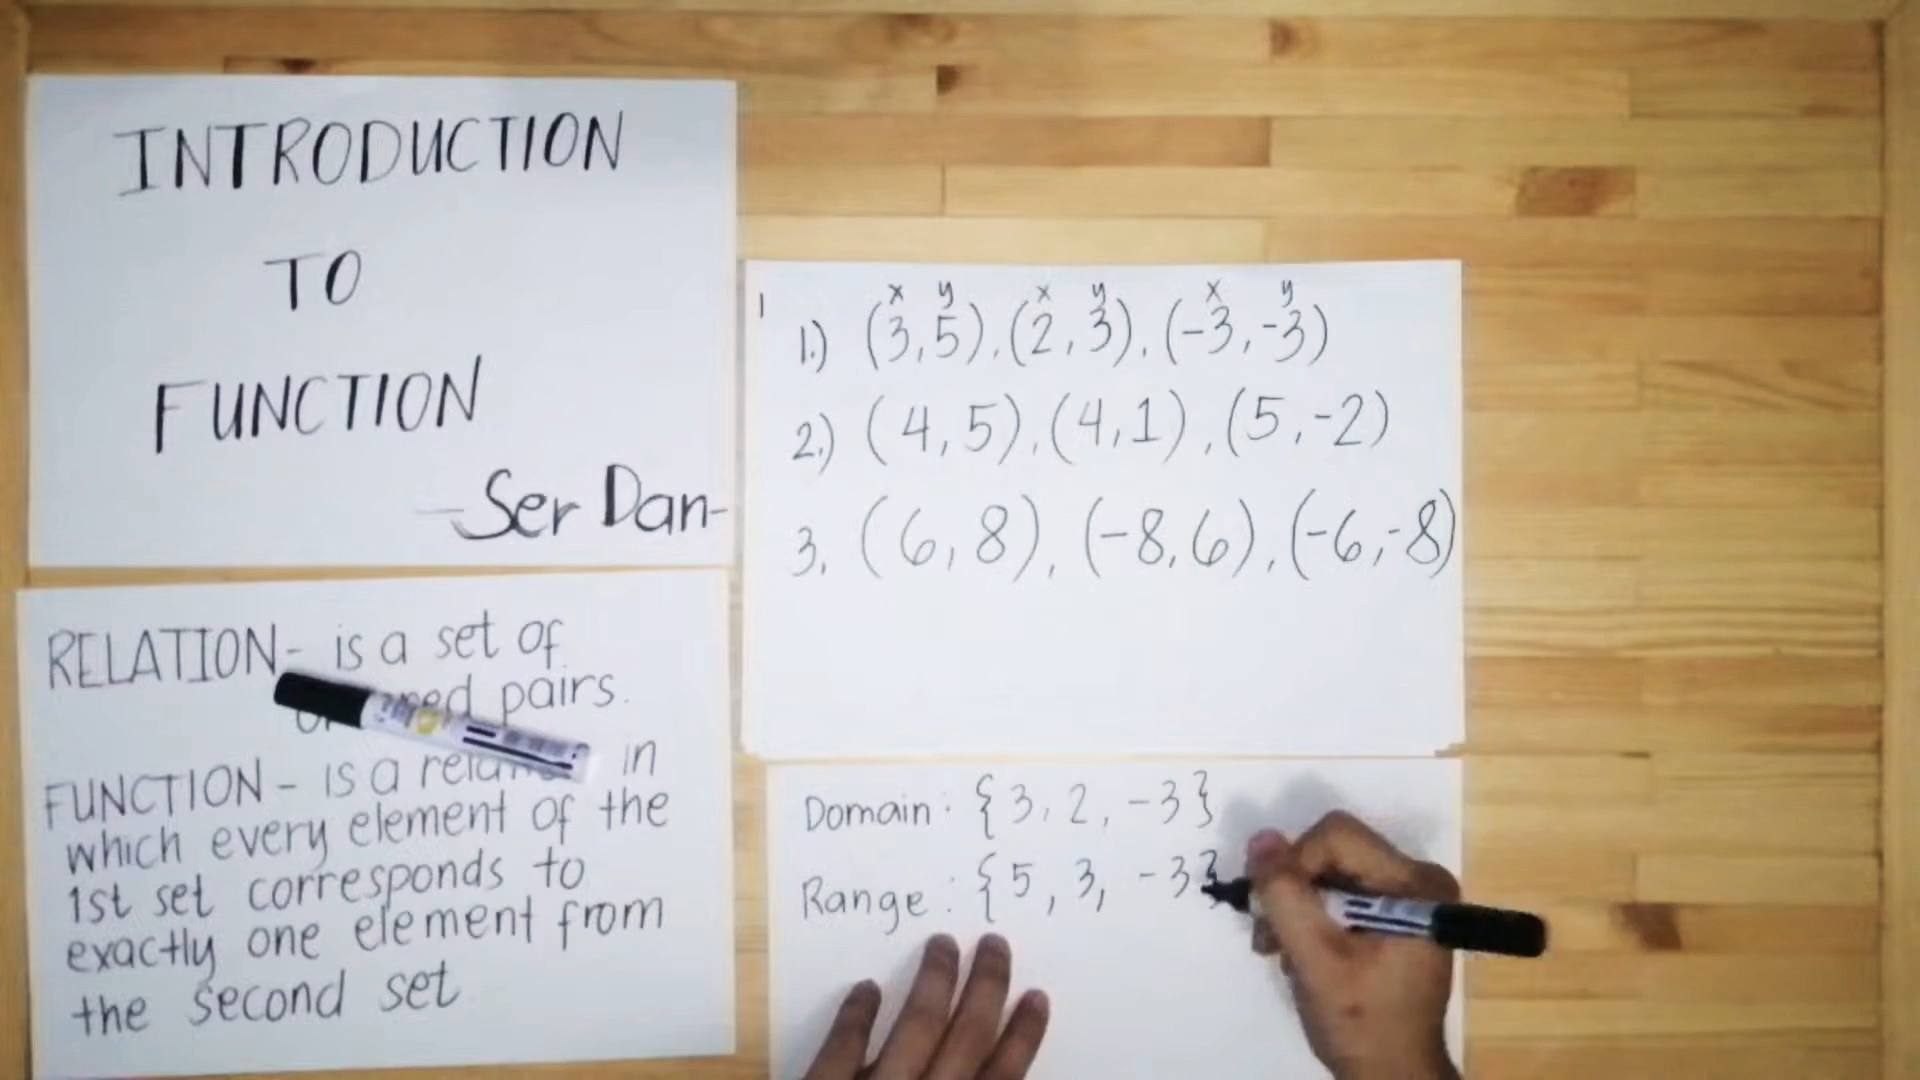 INTRODUCTION
TO
FUNCTION
-Ser Dan-
RELATION- is a set of
pairs.
FUNCTION - is a in
which every element of the
1st set corresponds to
exactly one element from
the second set
x y x y x y
1.) (3,5), (2,3), (-3,-3)
2.) (4,5), (4,1), (5,-2)
3. (6,8), (-8,6), (-6,-8)
Domain: {3, 2, -3}
Range: {5, 3, -3}